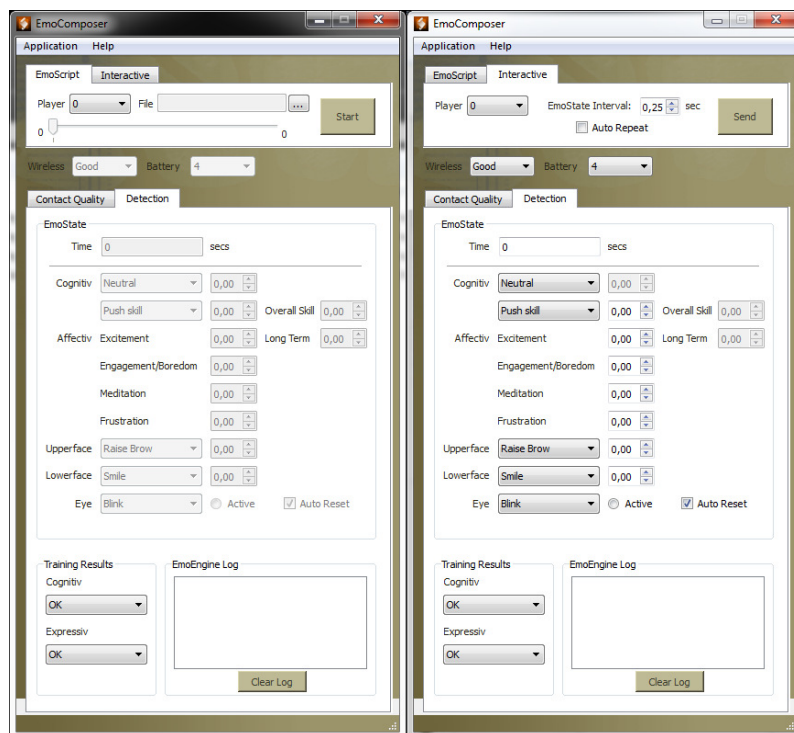 EmoComposer
Application Help
EmoScript Interactive
Player 0 File ...
Start
0 0
Wireless Good Battery 4
Contact Quality Detection
EmoState
Time 0 secs
Cognitiv Neutral 0,00
Push skill 0,00 Overall Skill 0,00
Affectiv Excitement 0,00 Long Term 0,00
Engagement/Boredom 0,00
Meditation 0,00
Frustration 0,00
Upperface Raise Brow 0,00
Lowerface Smile 0,00
Eye Blink Active Auto Reset
Training Results EmoEngine Log
Cognitiv
OK
Expressiv
OK
Clear Log
EmoComposer
Application Help
EmoScript Interactive
Player 0 EmoState Interval: 0,25 sec
Send
Auto Repeat
Wireless Good Battery 4
Contact Quality Detection
EmoState
Time 0 secs
Cognitiv Neutral 0,00
Push skill 0,00 Overall Skill 0,00
Affectiv Excitement 0,00 Long Term 0,00
Engagement/Boredom 0,00
Meditation 0,00
Frustration 0,00
Upperface Raise Brow 0,00
Lowerface Smile 0,00
Eye Blink Active Auto Reset
Training Results EmoEngine Log
Cognitiv
OK
Expressiv
OK
Clear Log